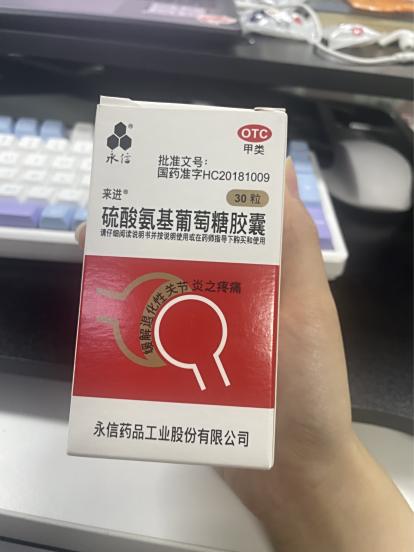 永信
OTC
甲类
批准文号：
国药准字HC20181009
来进®
30粒
硫酸氨基葡萄糖胶囊
请仔细阅读说明书并按说明使用或在药师指导下购买和使用
缓解退化性关节炎之疼痛
永信药品工业股份有限公司